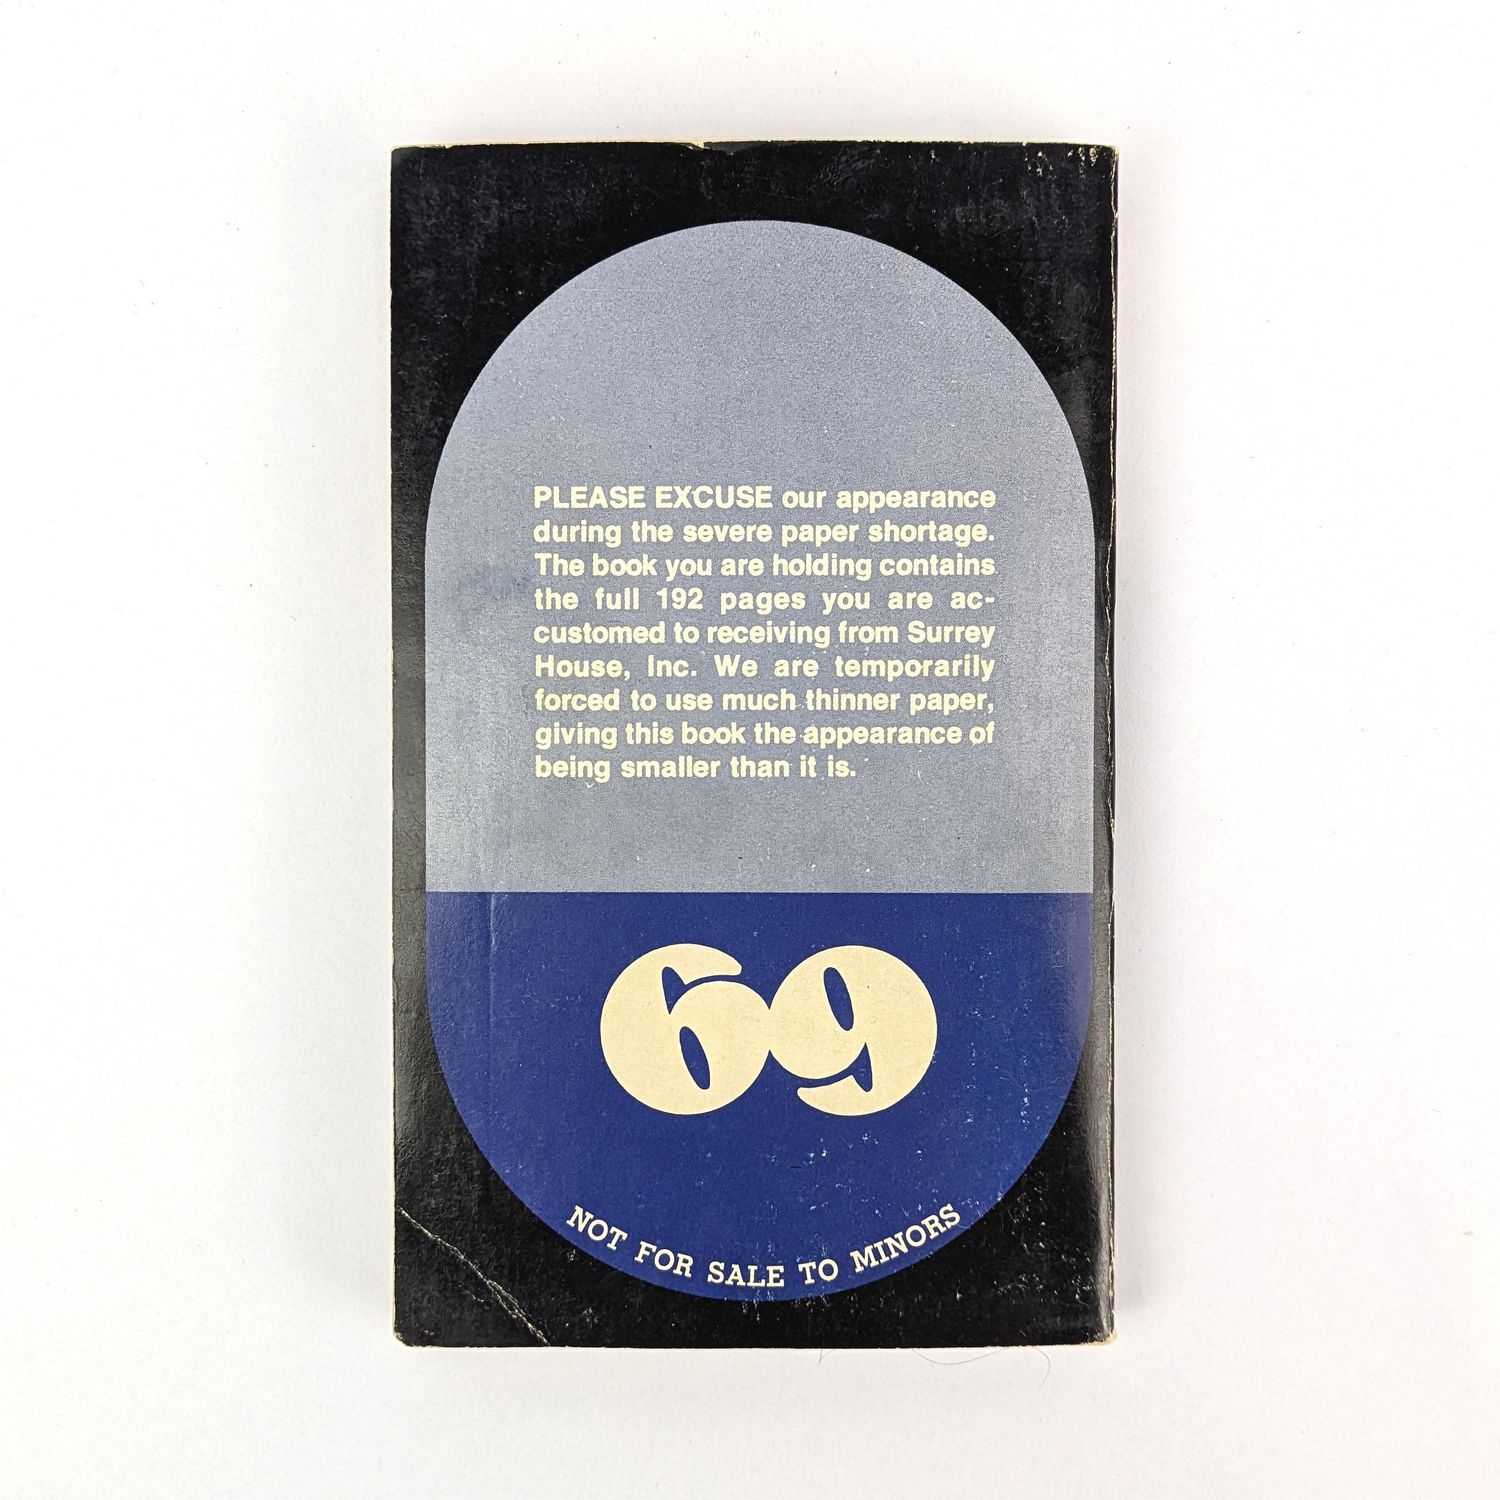 PLEASE EXCUSE our appearance
during the severe paper shortage.
The book you are holding contains
the full 192 pages you are ac-
customed to receiving from Surrey
House, Inc. We are temporarily
forced to use much thinner paper,
giving this book the appearance of
being smaller than it is.
69
NOT FOR SALE TO MINORS